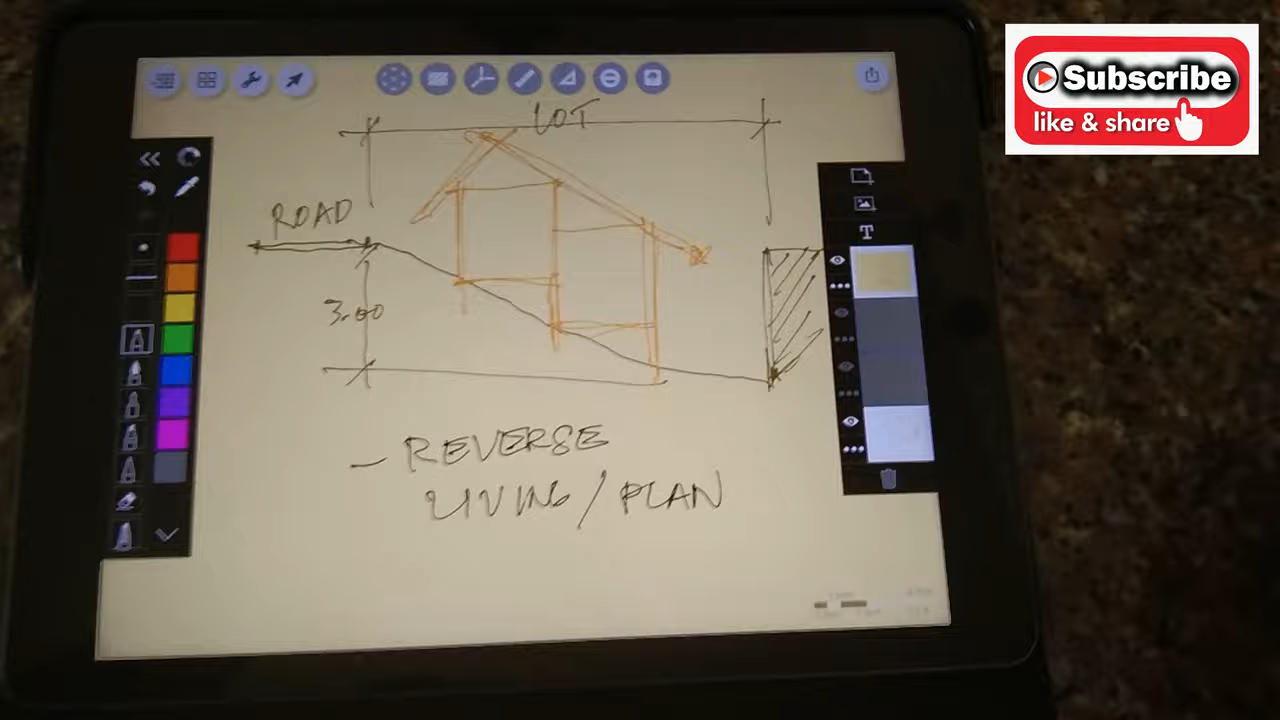 Subscribe
like & share
LOT
ROAD
3.00
- REVERSE
LIVING / PLAN
T